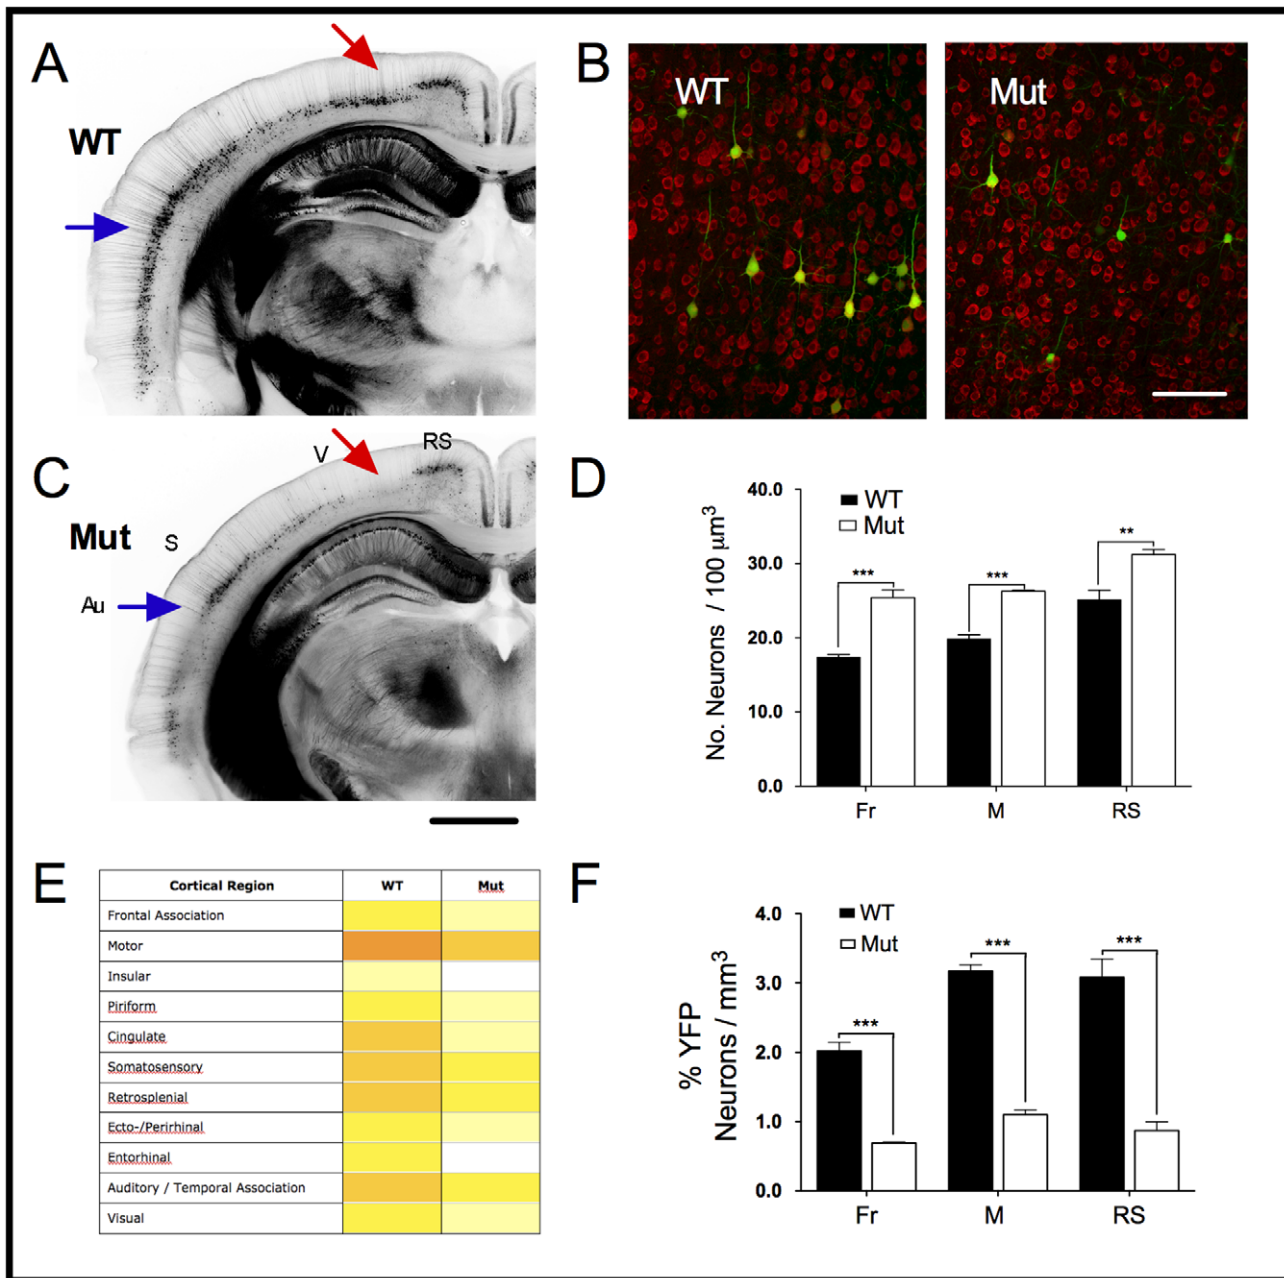 A
WT
B
WT
Mut
C
Mut
S
Au
V
RS
D
40.0
30.0
20.0
10.0
0.0
No. Neurons / 100 μm³
WT
Mut
***
***
**
Fr M RS
E
Cortical Region WT Mut
Frontal Association
Motor
Insular
Piriform
Cingulate
Somatosensory
Retrosplenial
Ecto-/Perirhinal
Entorhinal
Auditory / Temporal Association
Visual
F
4.0
3.0
2.0
1.0
0.0
% YFP
Neurons / mm³
WT
Mut
***
***
***
Fr M RS